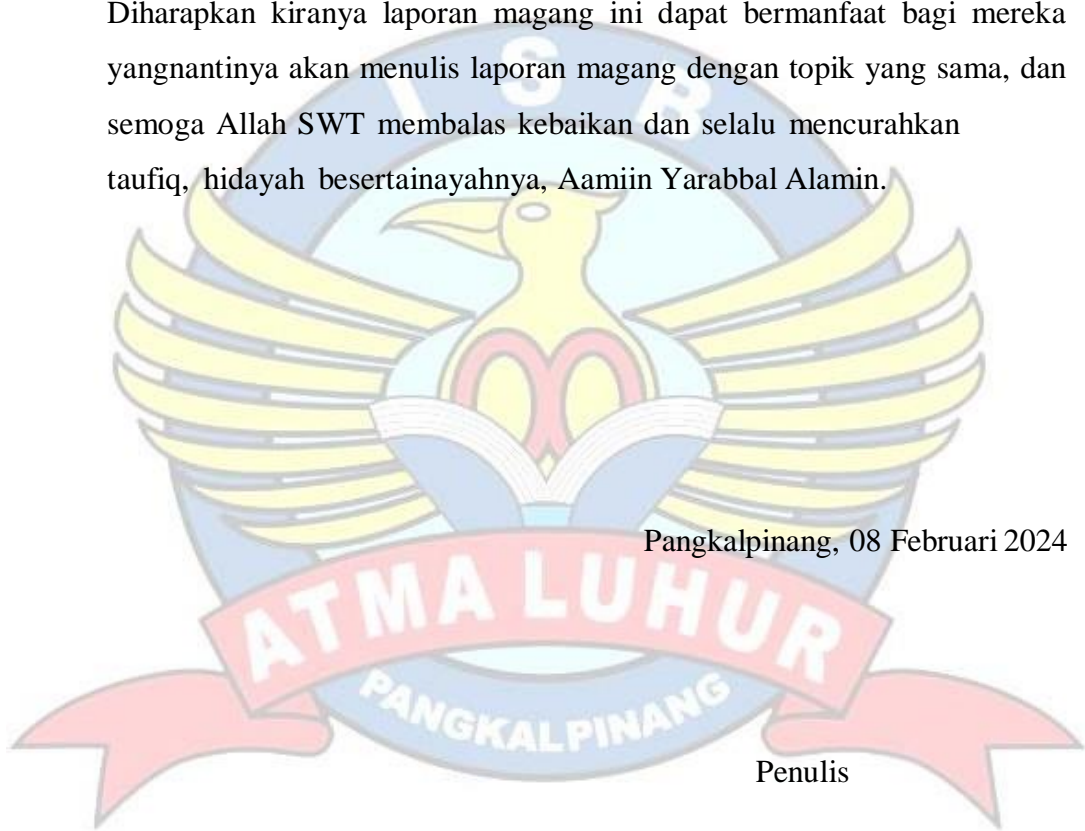 Diharapkan kiranya laporan magang ini dapat bermanfaat bagi mereka
yangnantinya akan menulis laporan magang dengan topik yang sama, dan
semoga Allah SWT membalas kebaikan dan selalu mencurahkan
taufiq, hidayah besertainayahnya, Aamiin Yarabbal Alamin.
I S B
Pangkalpinang, 08 Februari 2024
ATMA LUHUR
PANGKALPINANG
Penulis